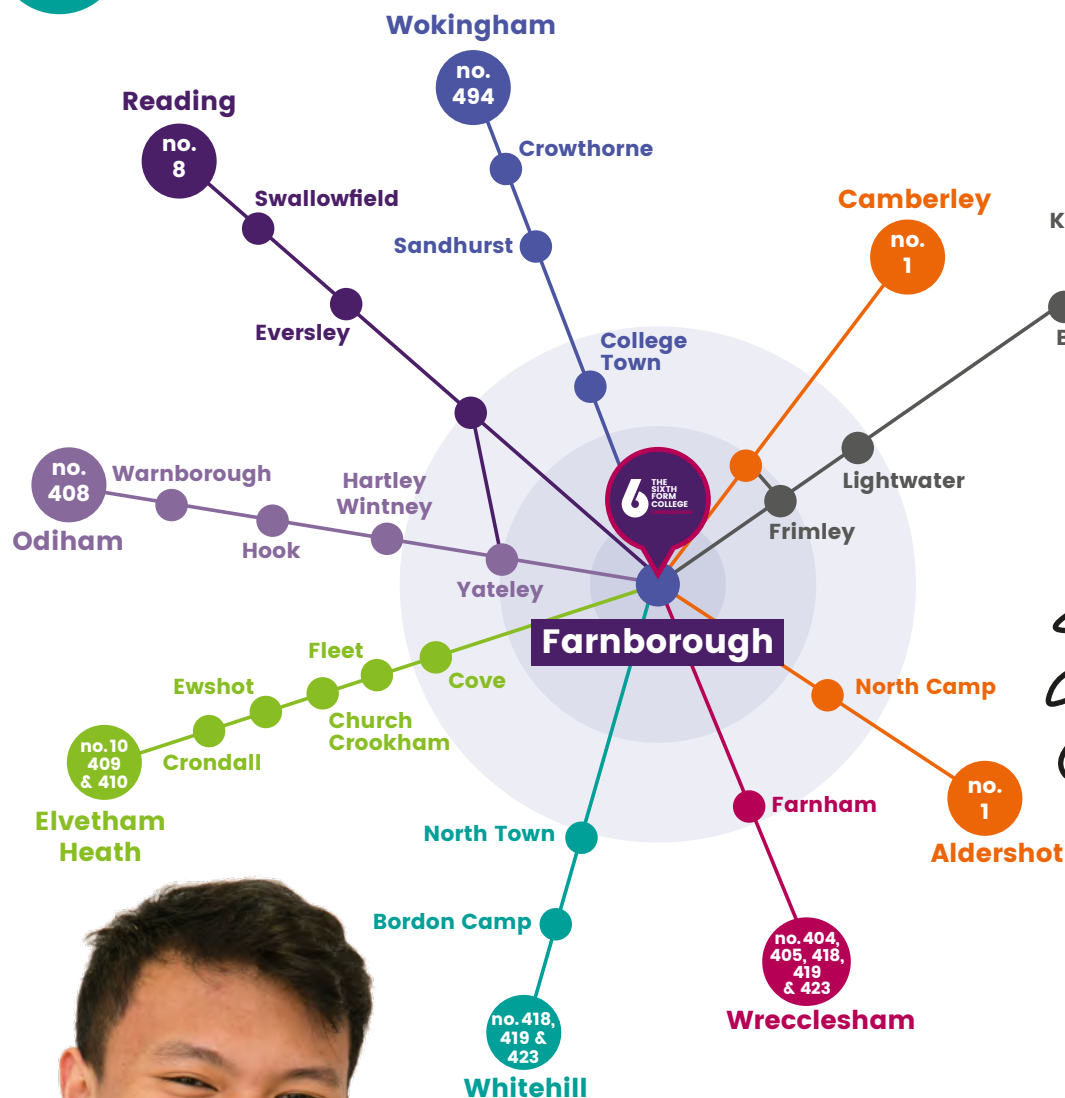 Wokingham
no.
494
Reading
no.
8
Crowthorne
Swallowfield
Camberley
no.
1
K
Sandhurst
Eversley
College
Town
E
no.
408
Warnborough
Hartley
Wintney
6 THE
SIXTH
FORM
COLLEGE
Lightwater
Odiham
Hook
Frimley
Yateley
Farnborough
Fleet
Cove
Ewshot
North Camp
Church
Crookham
no.10
409
& 410
Crondall
no.
1
Farnham
Elvetham
Heath
North Town
Aldershot
Bordon Camp
no.404,
405, 418,
419
& 423
Wrecclesham
no.418,
419 &
423
Whitehill